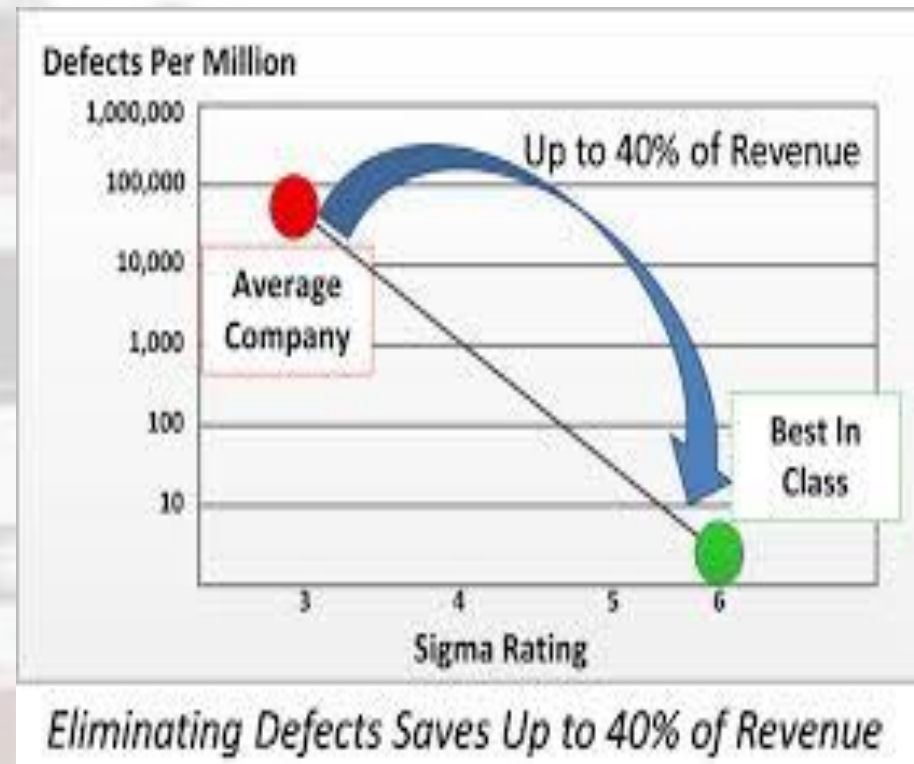 Defects Per Million
1,000,000
Up to 40% of Revenue
100,000
10,000
Average
Company
1,000
100
Best In
Class
10
3 4 5 6
Sigma Rating
Eliminating Defects Saves Up to 40% of Revenue